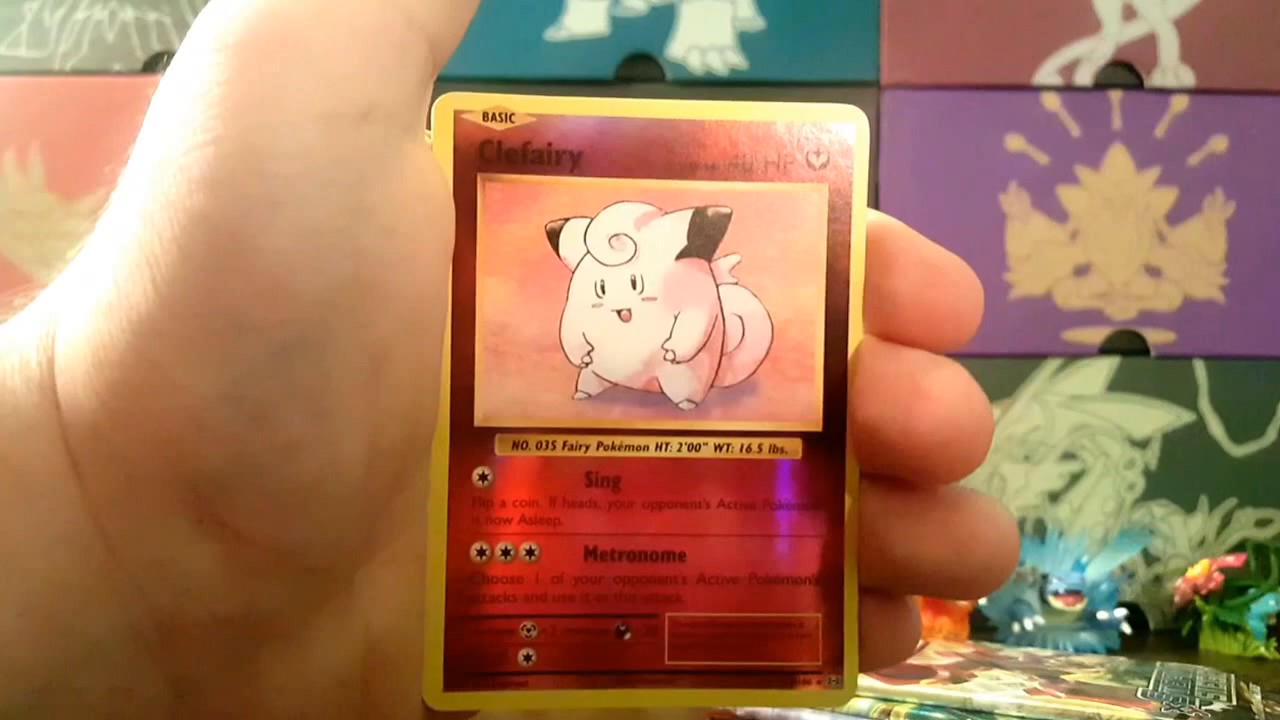 BASIC
Clefairy
HP
NO. 035 Fairy Pokémon HT: 2'00" WT: 16.5 lbs.
Sing
Flip a coin. If heads, your opponent's Active Pokémon
is now Asleep.
Metronome
Choose 1 of your opponent's Active Pokémon's
attacks and use it as this attack.